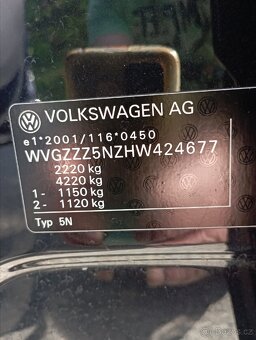 VOLKSWAGEN AG
e1*2001/116*0450
WVGZZZ5NZHW424677
2220 kg
4220 kg
1- 1150 kg
2- 1120 kg
Typ 5N